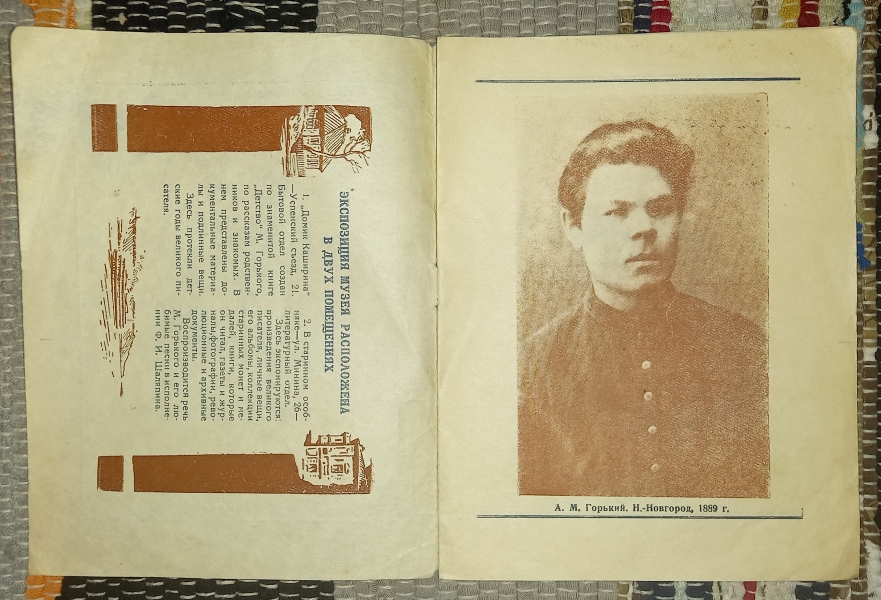 ЭКСПОЗИЦИЯ МУЗЕЯ РАСПОЛОЖЕНА
В ДВУХ ПОМЕЩЕНИЯХ
1. „Домик Каширина“
—Успенский съезд, 21.
Бытовой отдел создан
по знаменитой книге
„Детство“ М. Горького,
по рассказам родствен-
ников и знакомых. В
нем представлены до-
кументальные материа-
лы и подлинные вещи.
Здесь протекли дет-
ские годы великого пи-
сателя.
2. В старинном особ-
няке—ул. Минина, 26—
литературный отдел.
Здесь экспонируются:
произведения великого
писателя, личные вещи,
его альбомы, коллекции
старинных монет и ме-
далей, книги, которые
он читал, газеты и жур-
налы, фотографии, рево-
люционные и архивные
документы.
Воспроизводится речь
М. Горького и его лю-
бимые песни в исполне-
нии Ф. И. Шаляпина.
А. М. Горький. Н.-Новгород, 1889 г.